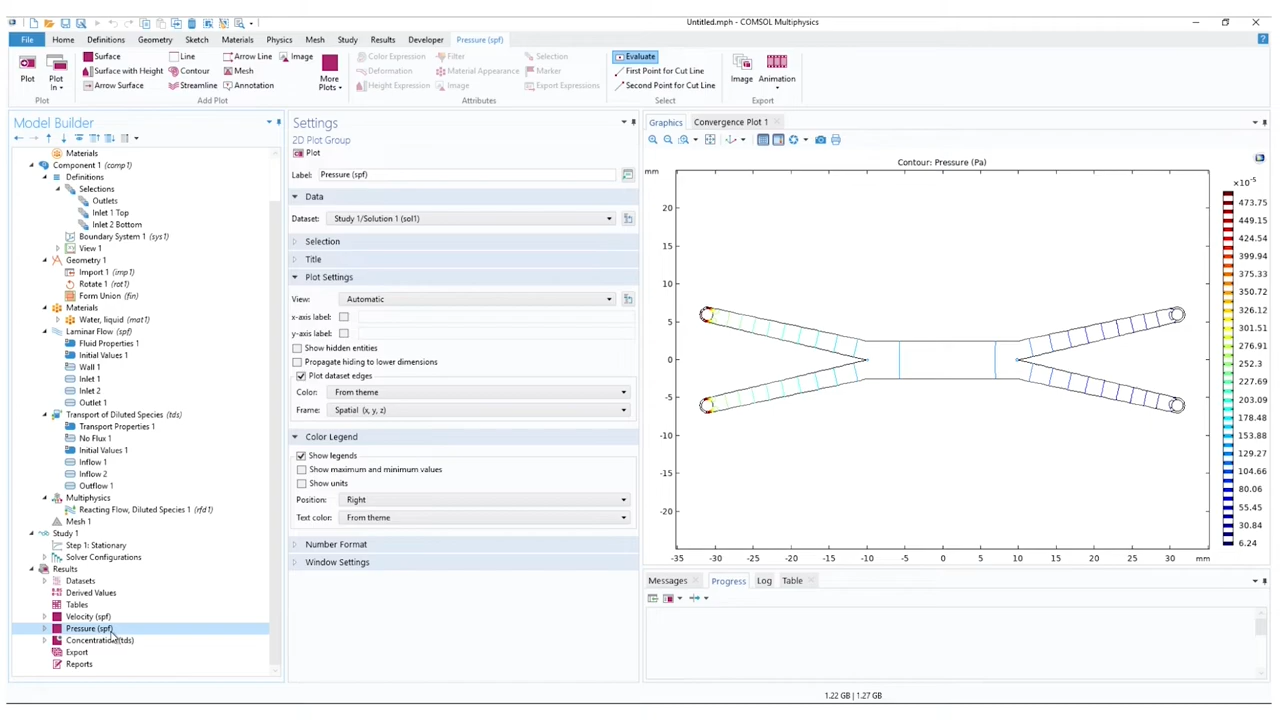 Untitled.mph - COMSOL Multiphysics
File Home Definitions Geometry Sketch Materials Physics Mesh Study Results Developer Pressure (spf)
Plot
Plot In
Plot
Surface
Surface with Height
Arrow Surface
Line
Contour
Streamline
Arrow Line
Mesh
Annotation
Image
More Plots
Add Plot
Color Expression
Deformation
Height Expression
Filter
Material Appearance
Image
Selection
Marker
Export Expressions
Attributes
Evaluate
First Point for Cut Line
Second Point for Cut Line
Select
Image
Animation
Export
Model Builder
Materials
Component 1 (comp1)
Definitions
Selections
Outlets
Inlet 1 Top
Inlet 2 Bottom
Boundary System 1 (sys1)
View 1
Geometry 1
Import 1 (imp1)
Rotate 1 (rot1)
Form Union (fin)
Materials
Water, liquid (mat1)
Laminar Flow (spf)
Fluid Properties 1
Initial Values 1
Wall 1
Inlet 1
Inlet 2
Outlet 1
Transport of Diluted Species (tds)
Transport Properties 1
No Flux 1
Initial Values 1
Inflow 1
Inflow 2
Outflow 1
Multiphysics
Reacting Flow, Diluted Species 1 (rfd1)
Mesh 1
Study 1
Step 1: Stationary
Solver Configurations
Results
Datasets
Derived Values
Tables
Velocity (spf)
Pressure (spf)
Concentration (tds)
Export
Reports
Settings
2D Plot Group
Plot
Label: Pressure (spf)
Data
Dataset: Study 1/Solution 1 (sol1)
Selection
Title
Plot Settings
View: Automatic
x-axis label:
y-axis label:
Show hidden entities
Propagate hiding to lower dimensions
Plot dataset edges
Color: From theme
Frame: Spatial (x, y, z)
Color Legend
Show legends
Show maximum and minimum values
Show units
Position: Right
Text color: From theme
Number Format
Window Settings
Graphics Convergence Plot 1
Contour: Pressure (Pa)
mm
20
15
10
5
0
-5
-10
-15
-20
-35 -30 -25 -20 -15 -10 -5 0 5 10 15 20 25 30 mm
×10⁻⁵
473.75
449.15
424.54
399.94
375.33
350.72
326.12
301.51
276.91
252.3
227.69
203.09
178.48
153.88
129.27
104.66
80.06
55.45
30.84
6.24
Messages Progress Log Table
1.22 GB | 1.27 GB